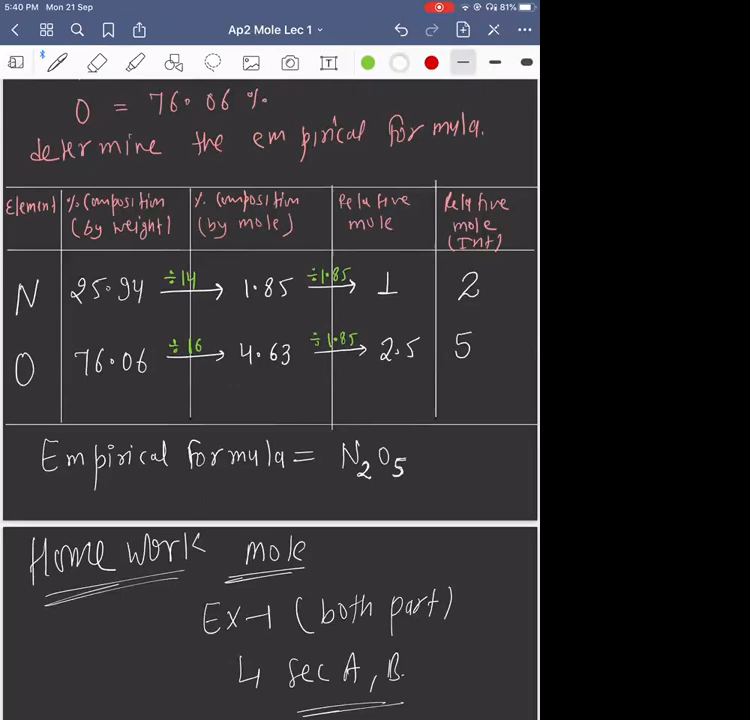 5:40 PM Mon 21 Sep
81%
Ap2 Mole Lec 1
O = 76.06 %
determine the empirical formula.
Element
% Composition (by weight)
% Composition (by mole)
Relative mole
Relative mole (Int)
N 25.94 ÷14 1.85 ÷1.85 1 2
O 76.06 ÷16 4.63 ÷1.85 2.5 5
Empirical formula = N2O5
Home work mole
Ex-1 (both part)
↳ Sec A, B.